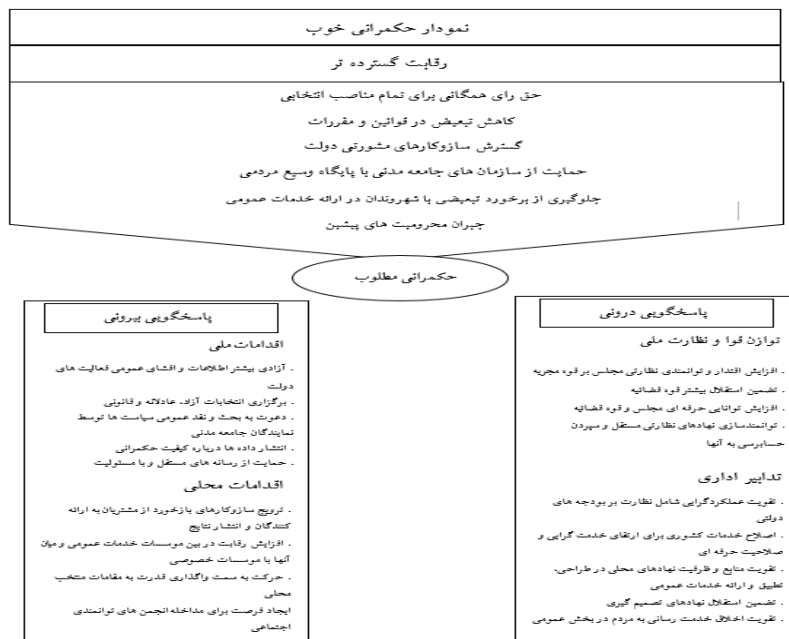 نمودار حکمرانی خوب
رقابت گسترده تر
حق رای همگانی برای تمام مناصب انتخابی
کاهش تبعیض در قوانین و مقررات
گسترش سازوکارهای مشورتی دولت
حمایت از سازمان های جامعه مدنی با پایگاه وسیع مردمی
جلوگیری از برخورد تبعیضی با شهروندان در ارائه خدمات عمومی
جبران محرومیت های پیشین
حکمرانی مطلوب
پاسخگویی درونی
توازن قوا و نظارت ملی
. افزایش اقتدار و توانمندی نظارتی مجلس بر قوه مجریه
. تضمین استقلال بیشتر قوه قضائیه
. افزایش توانایی حرفه ای مجلس و قوه قضائیه
. توانمندسازی نهادهای نظارتی مستقل و سپردن
حسابرسی به آنها
تدابیر اداری
. تقویت عملکردگرایی شامل نظارت بر بودجه های
دولتی
. اصلاح خدمات کشوری برای ارتقای خدمت گرایی و
صلاحیت حرفه ای
. تقویت منابع و ظرفیت نهادهای محلی در طراحی،
تطبیق و ارائه خدمات عمومی
. تضمین استقلال نهادهای تصمیم گیری
. تقویت اخلاق خدمت رسانی به مردم در بخش عمومی
پاسخگویی بیرونی
اقدامات ملی
. آزادی بیشتر اطلاعات و افشای عمومی فعالیت های
دولت
. برگزاری انتخابات آزاد، عادلانه و قانونی
. دعوت به بحث و نقد عمومی سیاست ها توسط
نمایندگان جامعه مدنی
. انتشار داده ها درباره کیفیت حکمرانی
. حمایت از رسانه های مستقل و با مسئولیت
اقدامات محلی
. ترویج سازوکارهای بازخورد از مشتریان به ارائه
کنندگان و انتشار نتایج
. افزایش رقابت در بین موسسات خدمات عمومی و میان
آنها با موسسات خصوصی
. حرکت به سمت واگذاری قدرت به مقامات منتخب
محلی
ایجاد فرصت برای مداخله انجمن های توانمندی
اجتماعی